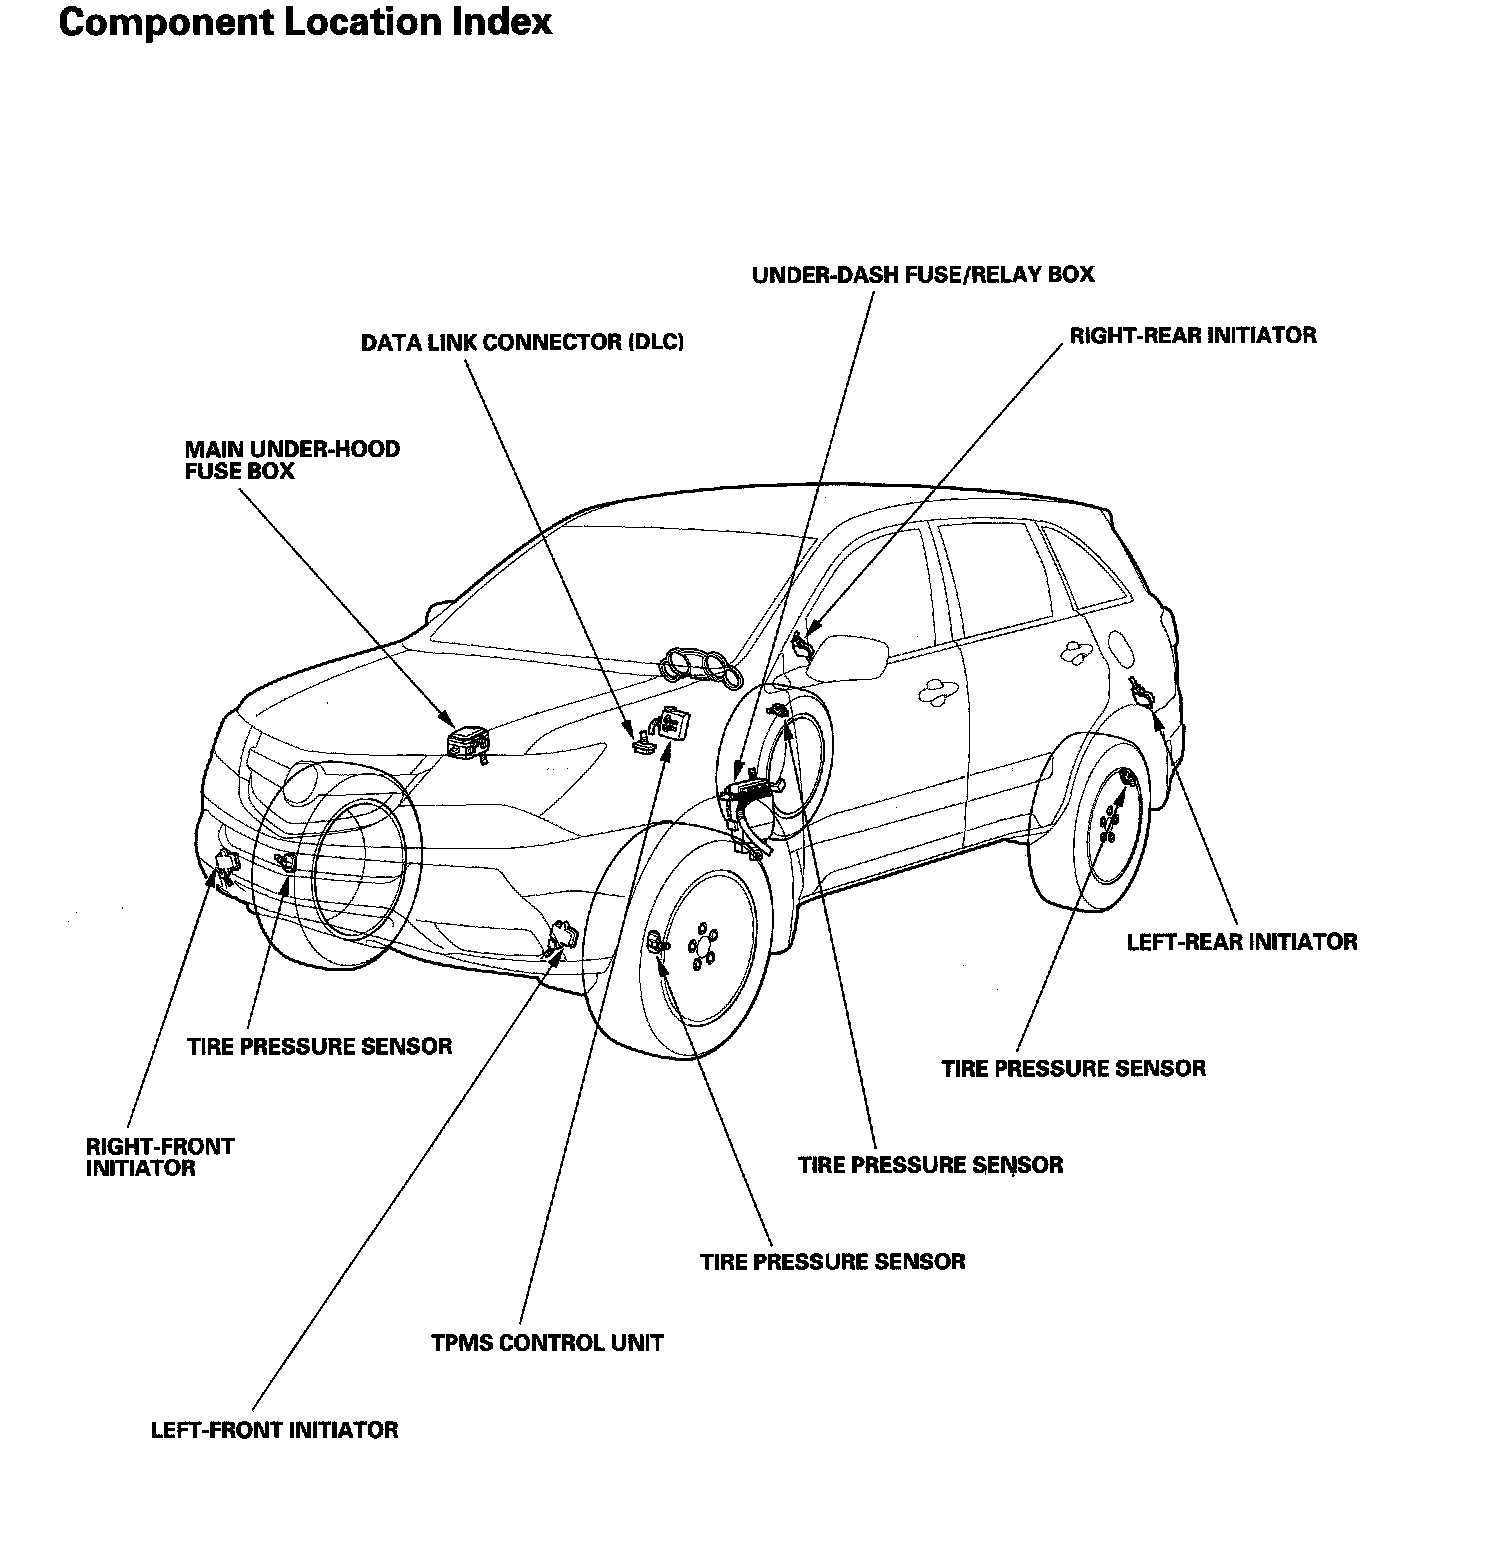 Component Location Index
UNDER-DASH FUSE/RELAY BOX
RIGHT-REAR INITIATOR
DATA LINK CONNECTOR (DLC)
MAIN UNDER-HOOD
FUSE BOX
LEFT-REAR INITIATOR
TIRE PRESSURE SENSOR
TIRE PRESSURE SENSOR
RIGHT-FRONT
INITIATOR
TIRE PRESSURE SENSOR
TIRE PRESSURE SENSOR
TPMS CONTROL UNIT
LEFT-FRONT INITIATOR